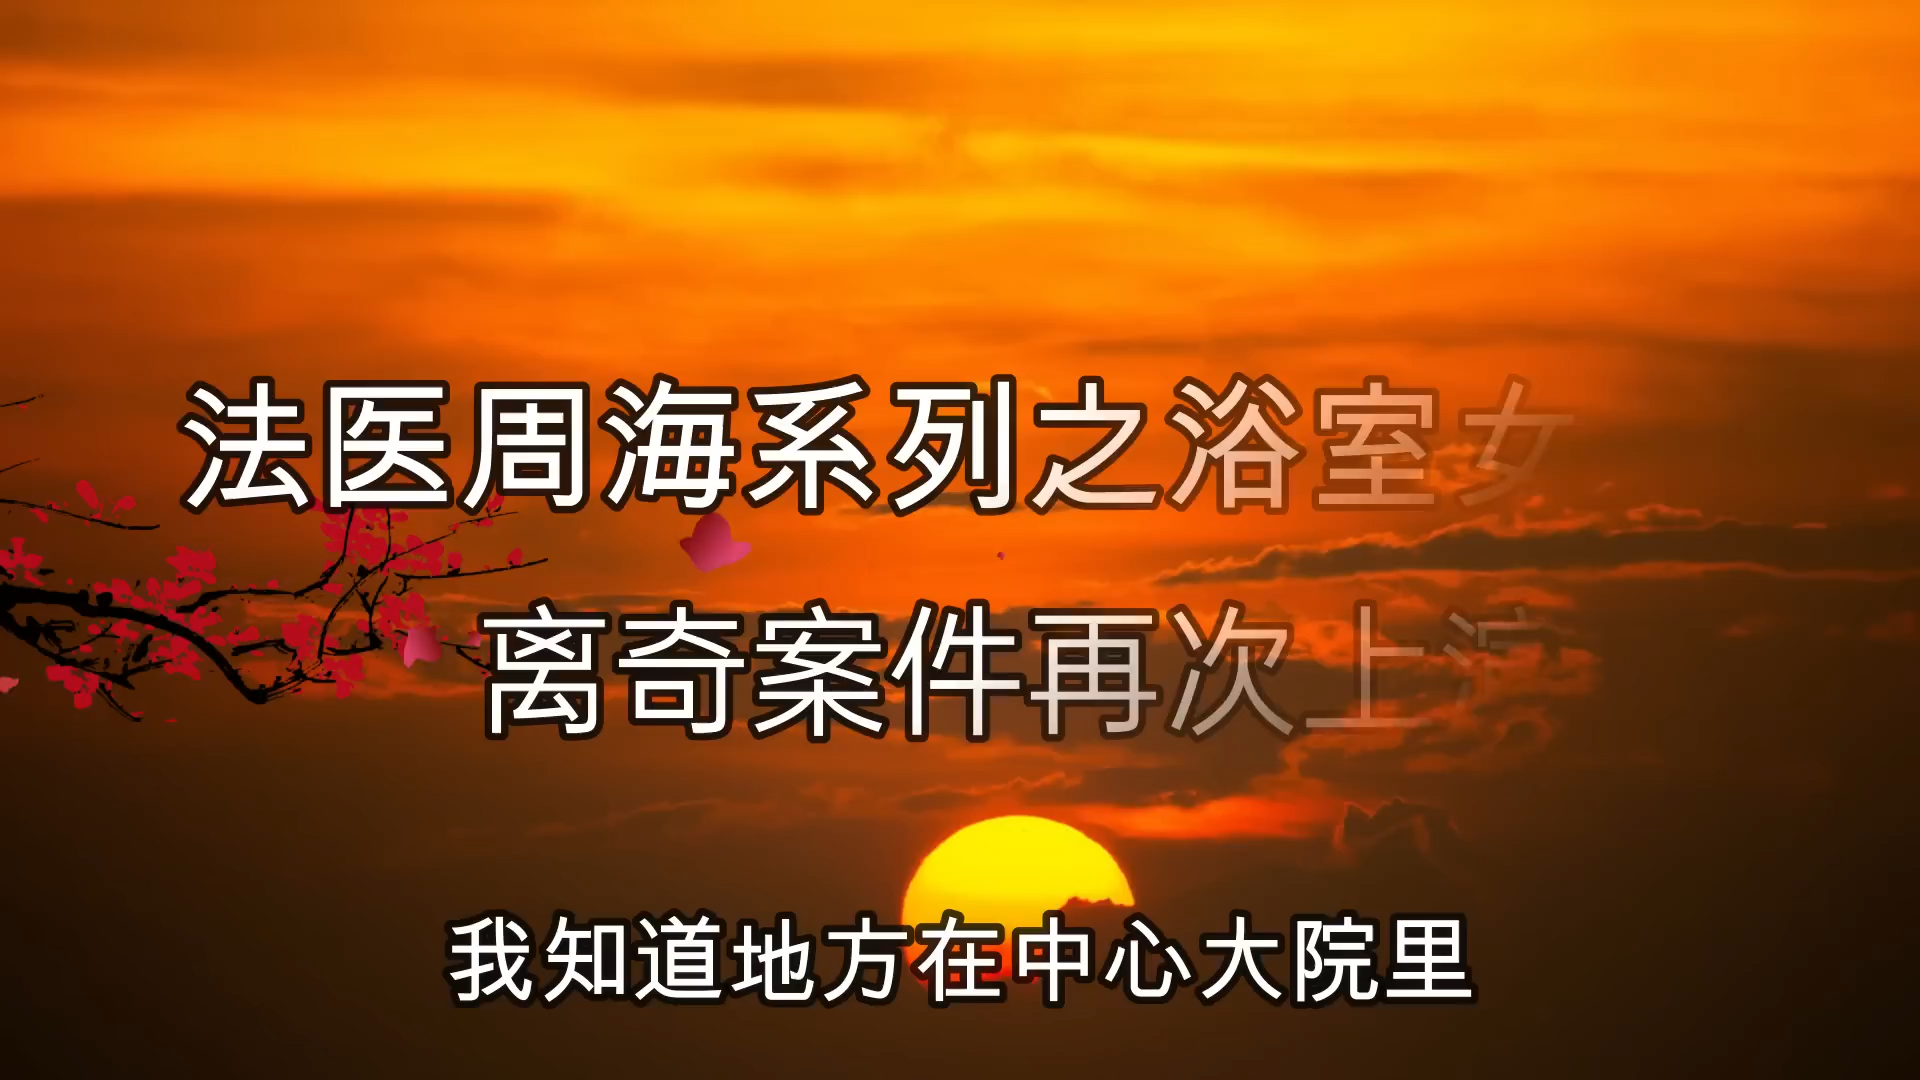 法医周海系列之浴室女
离奇案件再次上演
我知道地方在中心大院里